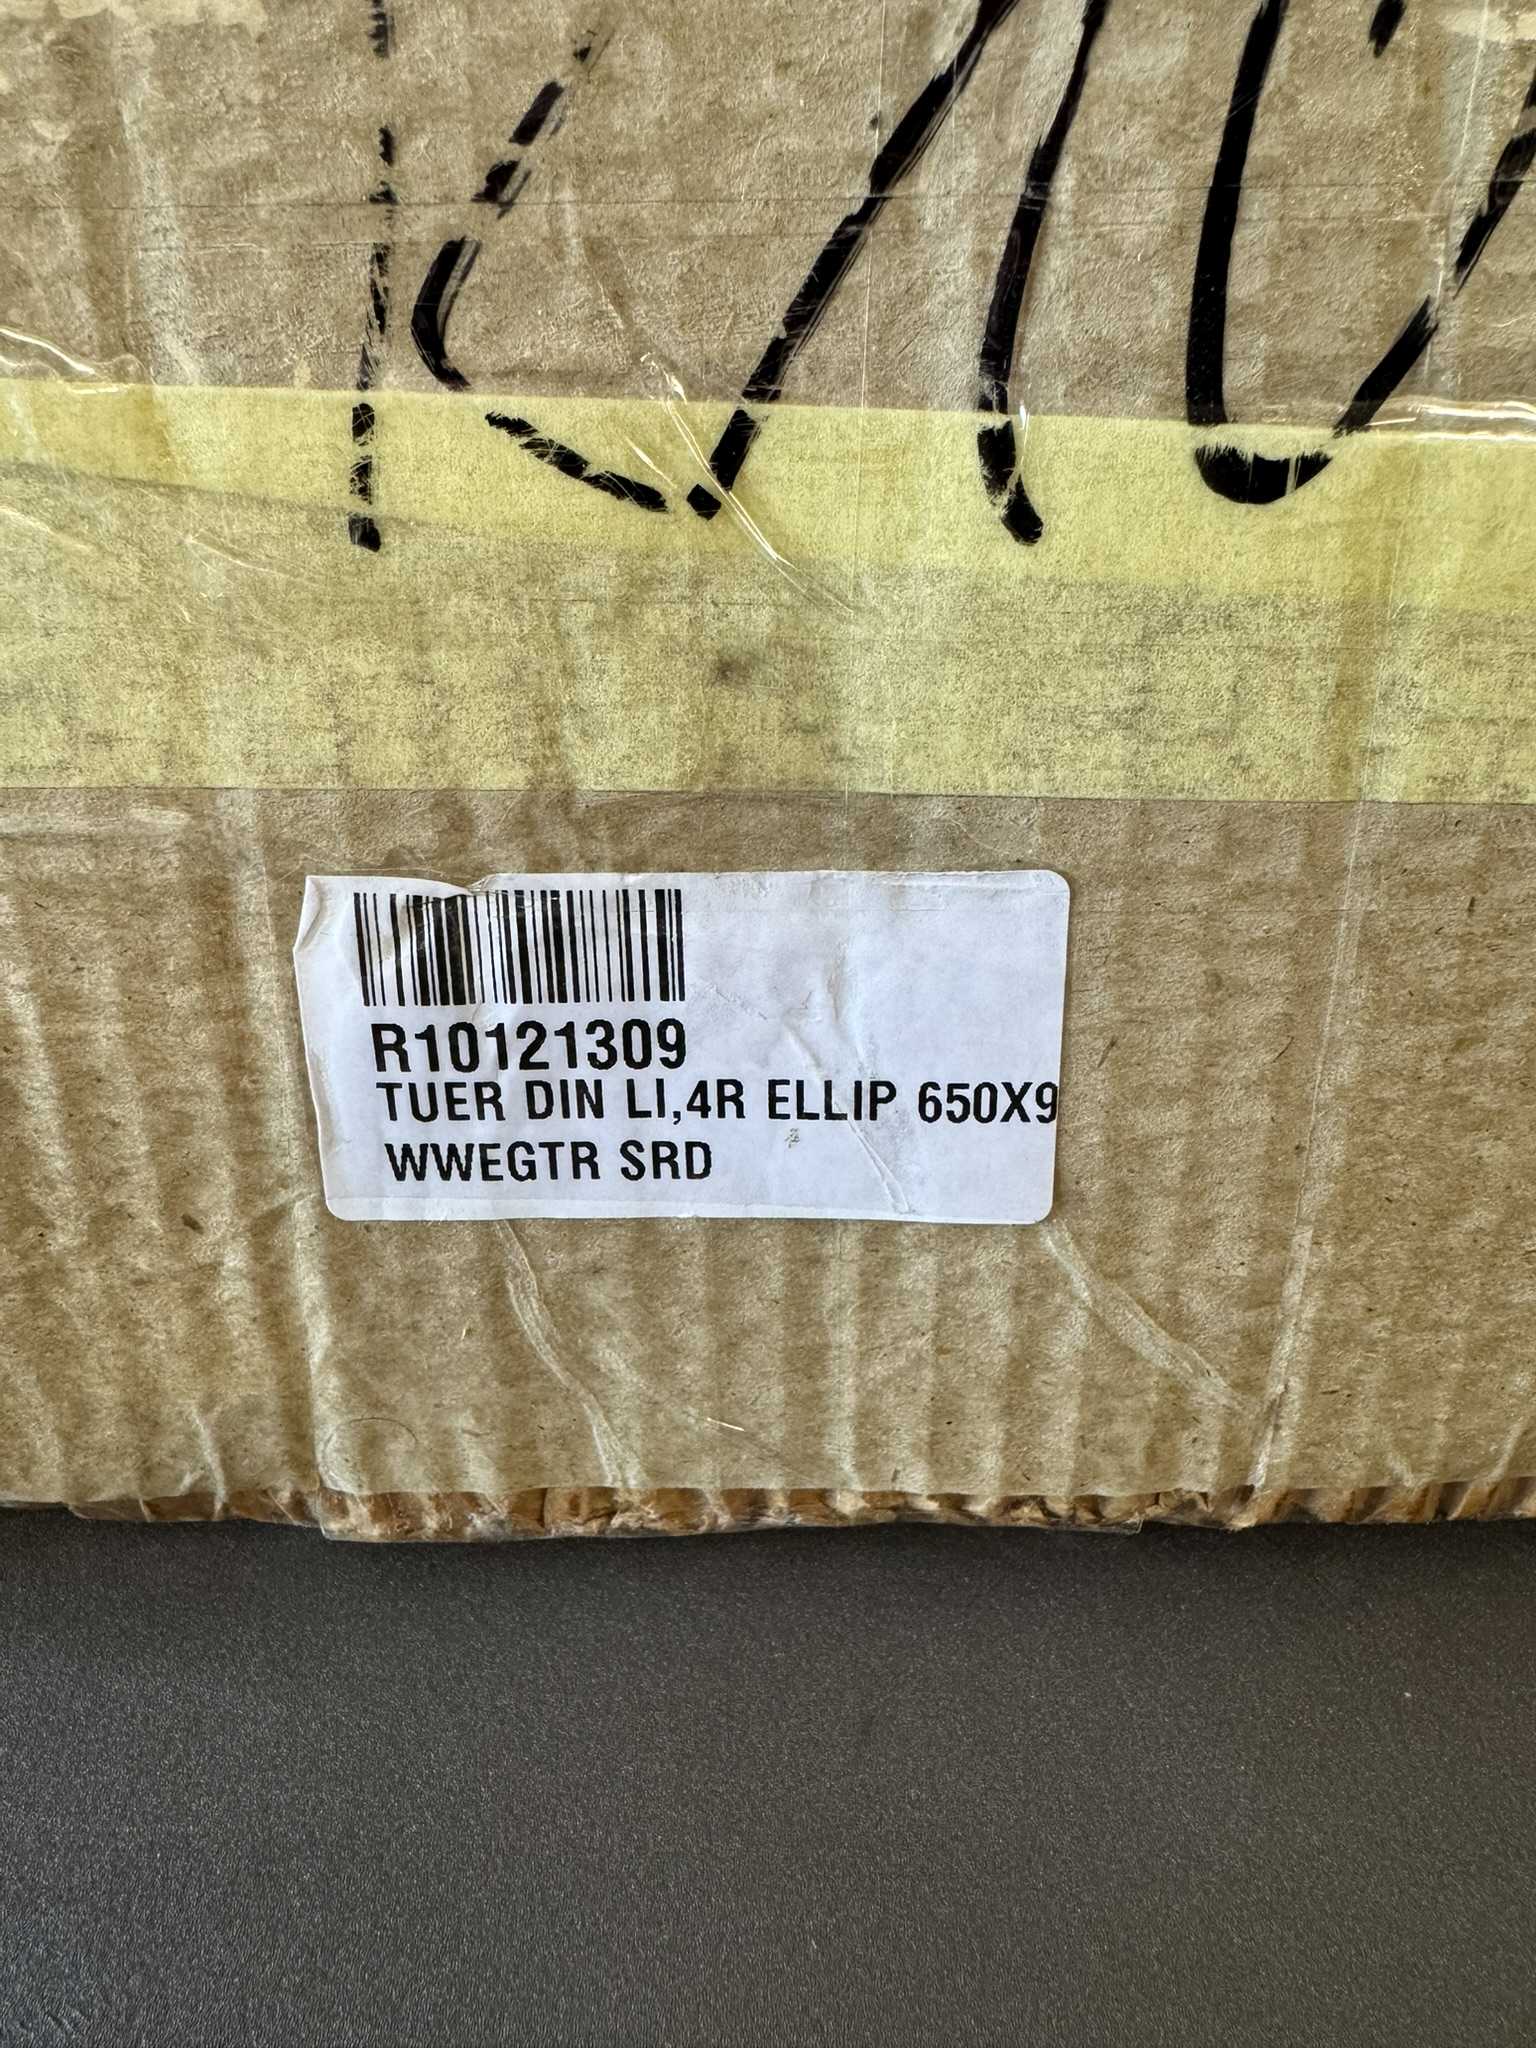 R10121309
TUER DIN LI,4R ELLIP 650X9
WWEGTR SRD